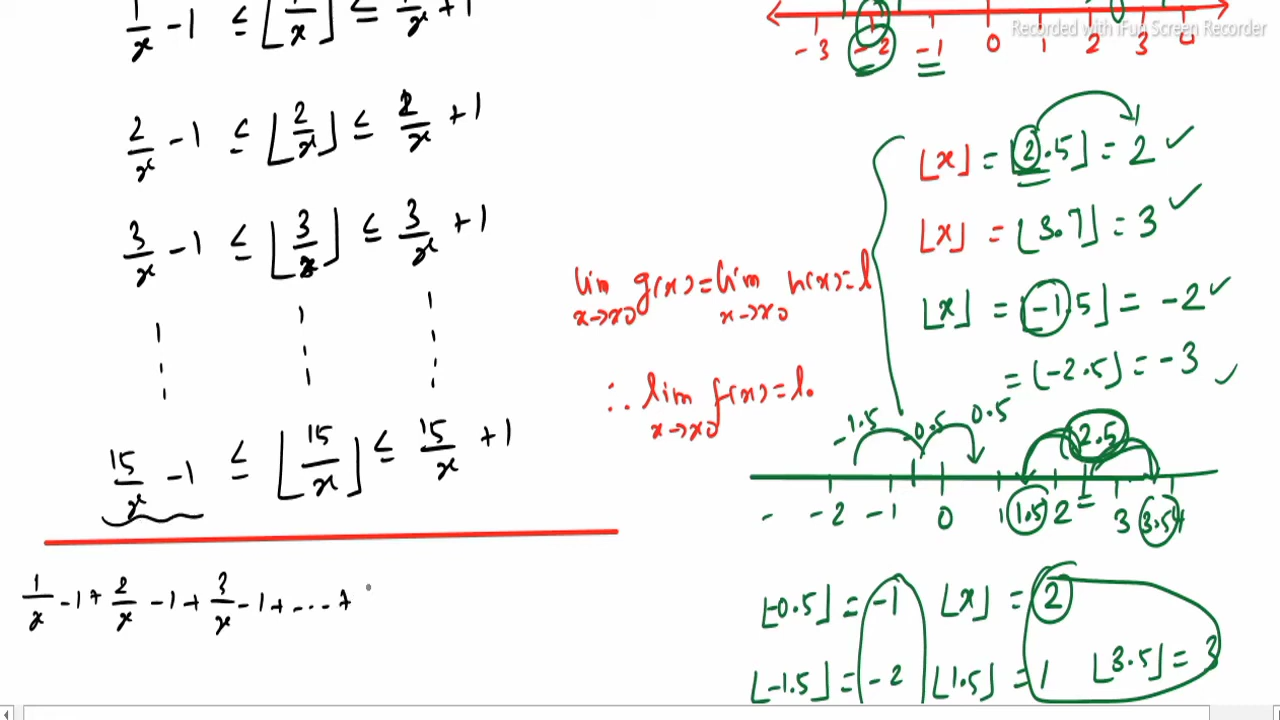 1/x - 1 ≤ ⌊1/x⌋ ≤ 1/x + 1
2/x - 1 ≤ ⌊2/x⌋ ≤ 2/x + 1
3/x - 1 ≤ ⌊3/x⌋ ≤ 3/x + 1
15/x - 1 ≤ ⌊15/x⌋ ≤ 15/x + 1
1/x - 1 + 2/x - 1 + 3/x - 1 + ... +
lim x→x0 g(x) = lim x→x0 h(x) = l
∴ lim x→x0 f(x) = l.
Recorded with iFun Screen Recorder
-3 -2 -1 0 1 2 3 4
⌊x⌋ = ⌊2.5⌋ = 2 ✓
⌊x⌋ = ⌊3.7⌋ = 3 ✓
⌊x⌋ = ⌊-1.5⌋ = -2 ✓
= ⌊-2.5⌋ = -3 ✓
-1.5 -0.5 0.5 2.5
- -2 -1 0 1 1.5 2 3 3.5 4
⌊-0.5⌋ = -1 ⌊x⌋ = 2
⌊-1.5⌋ = -2 ⌊1.5⌋ = 1 ⌊3.5⌋ = 3